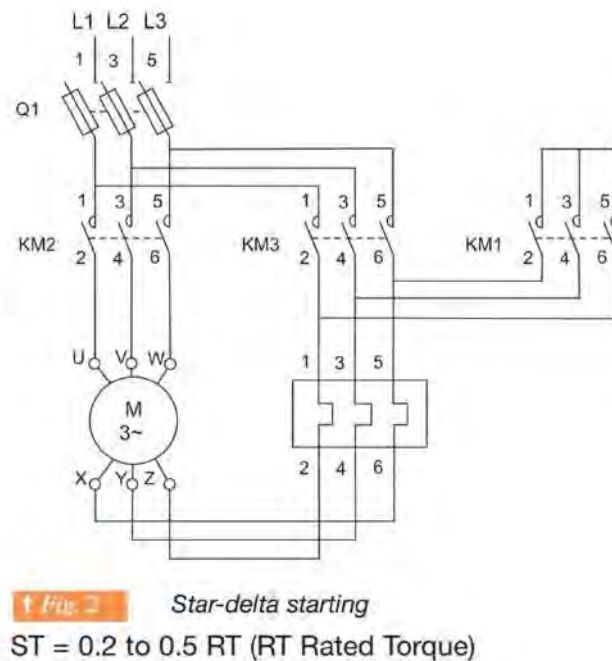 L1 L2 L3
1 3 5
Q1
1 3 5 1 3 5 1 3 5
KM2 KM3 KM1
2 4 6 2 4 6 2 4 6
U V W 1 3 5
M
3~
2 4 6
X Y Z
↑ Fig. 2 Star-delta starting
ST = 0.2 to 0.5 RT (RT Rated Torque)